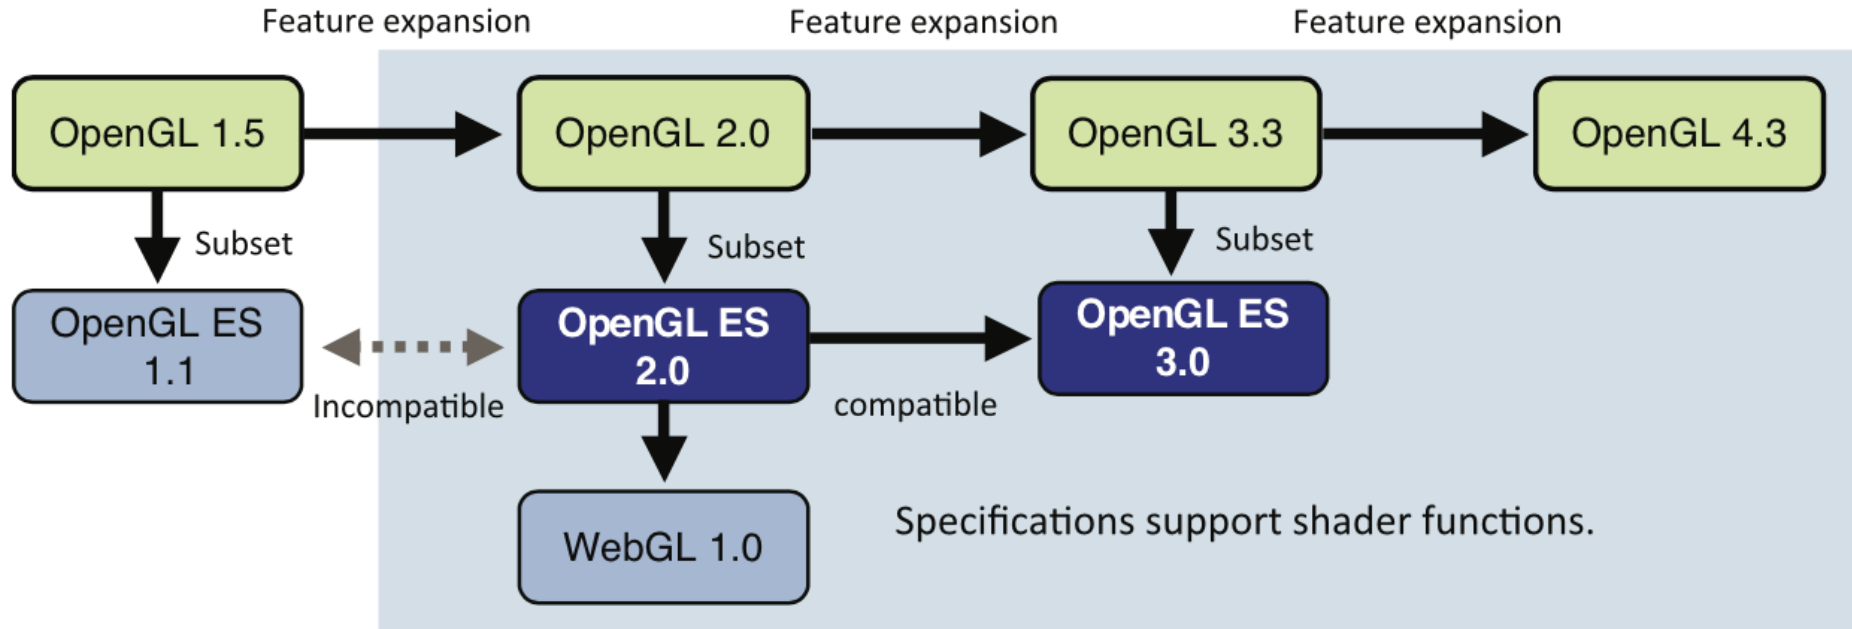 Feature expansion
Feature expansion
Feature expansion
OpenGL 1.5
OpenGL 2.0
OpenGL 3.3
OpenGL 4.3
Subset
Subset
Subset
OpenGL ES
1.1
OpenGL ES
2.0
OpenGL ES
3.0
Incompatible
compatible
WebGL 1.0
Specifications support shader functions.